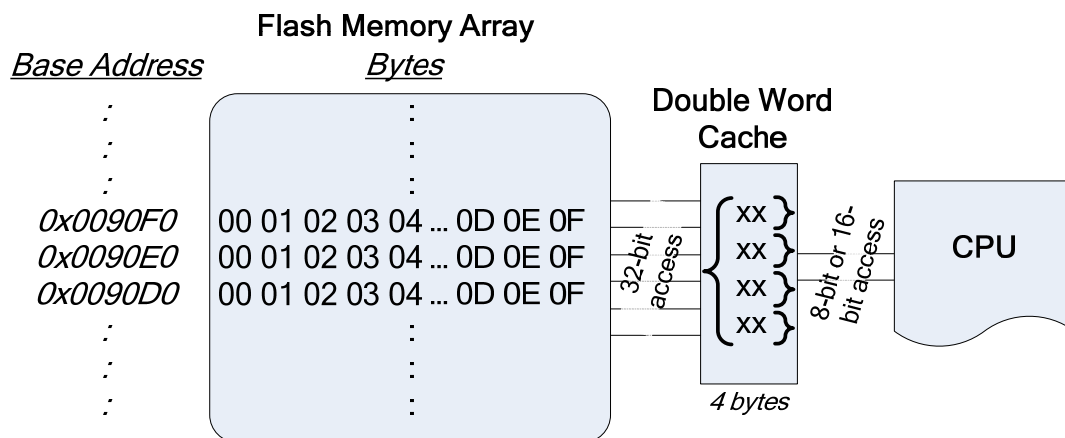 Flash Memory Array
Base Address
Bytes
:
:
:
:
:
:
0x0090F0 00 01 02 03 04 ... 0D 0E 0F
0x0090E0 00 01 02 03 04 ... 0D 0E 0F
0x0090D0 00 01 02 03 04 ... 0D 0E 0F
:
:
:
:
:
:
32-bit
access
Double Word
Cache
{ xx }
xx }
xx }
xx }
4 bytes
8-bit or 16-
bit access
CPU